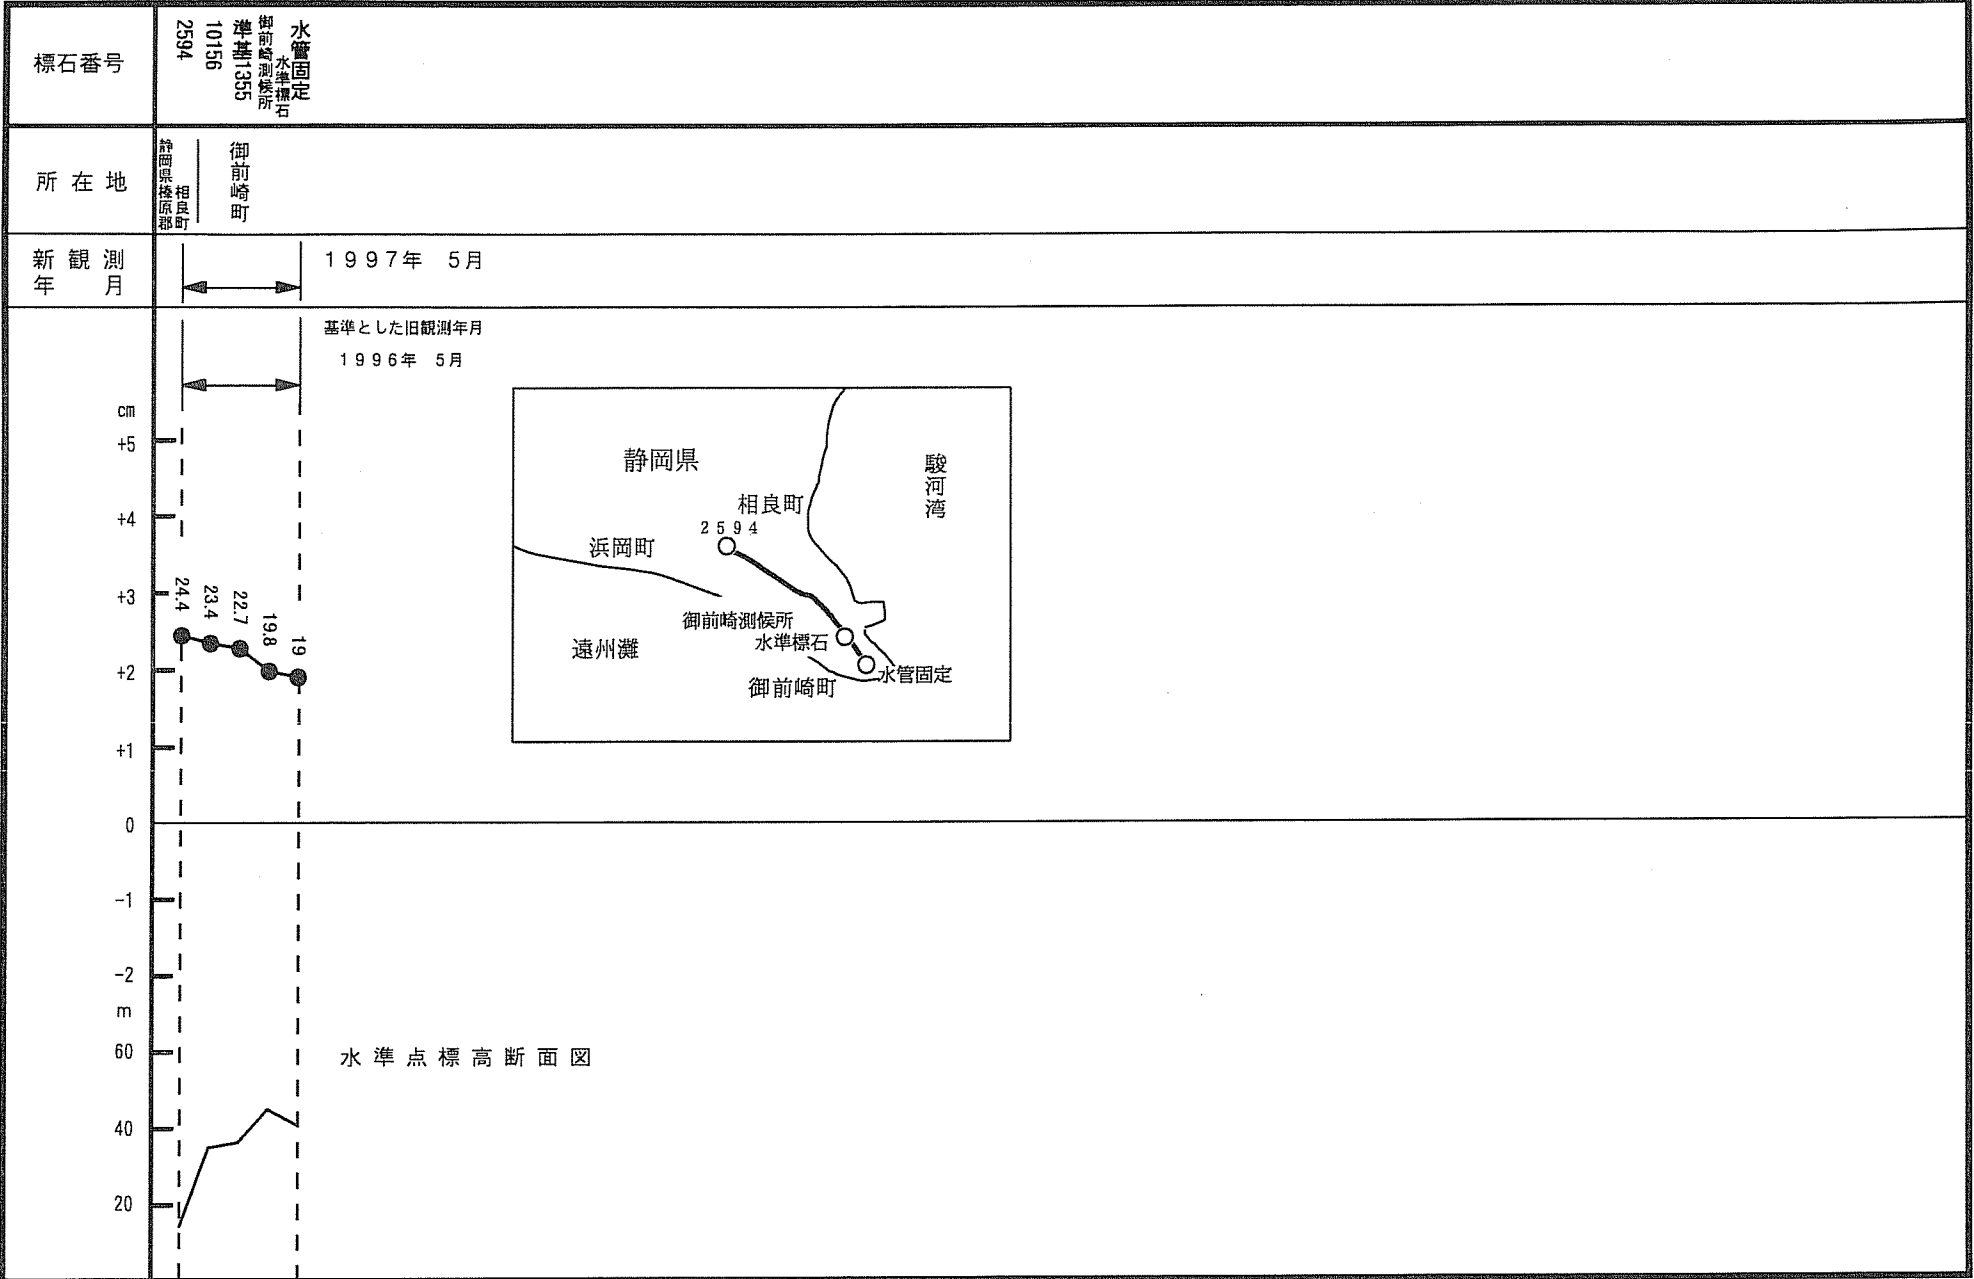 標石番号
2594
10156
準基1355
御前崎測候所
水準標石
水管固定
所在地
静岡県榛原郡
相良町
御前崎町
新観測
年月
1997年 5月
基準とした旧観測年月
1996年 5月
cm
+5
+4
+3
+2
+1
0
-1
-2
24.4
23.4
22.7
19.8
19
静岡県
駿河湾
相良町
2594
浜岡町
御前崎測候所
水準標石
遠州灘
水管固定
御前崎町
m
60
40
20
水準点標高断面図